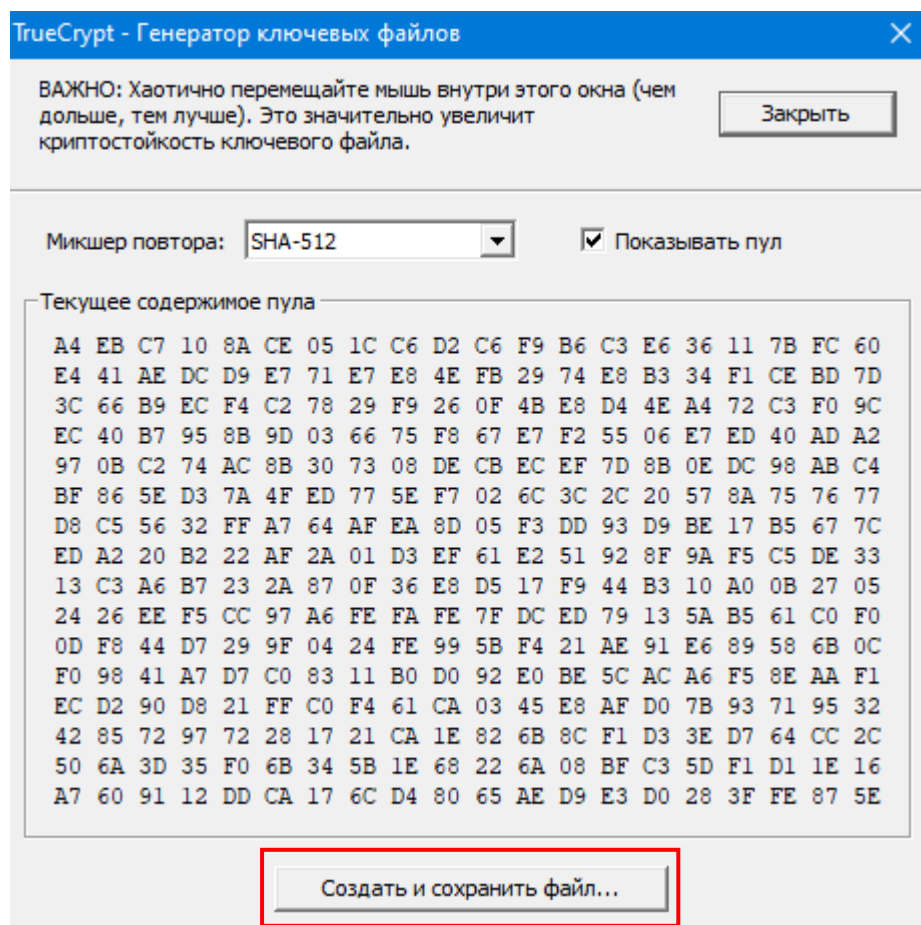 TrueCrypt - Генератор ключевых файлов
ВАЖНО: Хаотично перемещайте мышь внутри этого окна (чем
дольше, тем лучше). Это значительно увеличит
криптостойкость ключевого файла.
Закрыть
Микшер повтора: SHA-512 Показывать пул
Текущее содержимое пула
A4 EB C7 10 8A CE 05 1C C6 D2 C6 F9 B6 C3 E6 36 11 7B FC 60
E4 41 AE DC D9 E7 71 E7 E8 4E FB 29 74 E8 B3 34 F1 CE BD 7D
3C 66 B9 EC F4 C2 78 29 F9 26 0F 4B E8 D4 4E A4 72 C3 F0 9C
EC 40 B7 95 8B 9D 03 66 75 F8 67 E7 F2 55 06 E7 ED 40 AD A2
97 0B C2 74 AC 8B 30 73 08 DE CB EC EF 7D 8B 0E DC 98 AB C4
BF 86 5E D3 7A 4F ED 77 5E F7 02 6C 3C 2C 20 57 8A 75 76 77
D8 C5 56 32 FF A7 64 AF EA 8D 05 F3 DD 93 D9 BE 17 B5 67 7C
ED A2 20 B2 22 AF 2A 01 D3 EF 61 E2 51 92 8F 9A F5 C5 DE 33
13 C3 A6 B7 23 2A 87 0F 36 E8 D5 17 F9 44 B3 10 A0 0B 27 05
24 26 EE F5 CC 97 A6 FE FA FE 7F DC ED 79 13 5A B5 61 C0 F0
0D F8 44 D7 29 9F 04 24 FE 99 5B F4 21 AE 91 E6 89 58 6B 0C
F0 98 41 A7 D7 C0 83 11 B0 D0 92 E0 BE 5C AC A6 F5 8E AA F1
EC D2 90 D8 21 FF C0 F4 61 CA 03 45 E8 AF D0 7B 93 71 95 32
42 85 72 97 72 28 17 21 CA 1E 82 6B 8C F1 D3 3E D7 64 CC 2C
50 6A 3D 35 F0 6B 34 5B 1E 68 22 6A 08 BF C3 5D F1 D1 1E 16
A7 60 91 12 DD CA 17 6C D4 80 65 AE D9 E3 D0 28 3F FE 87 5E
Создать и сохранить файл...